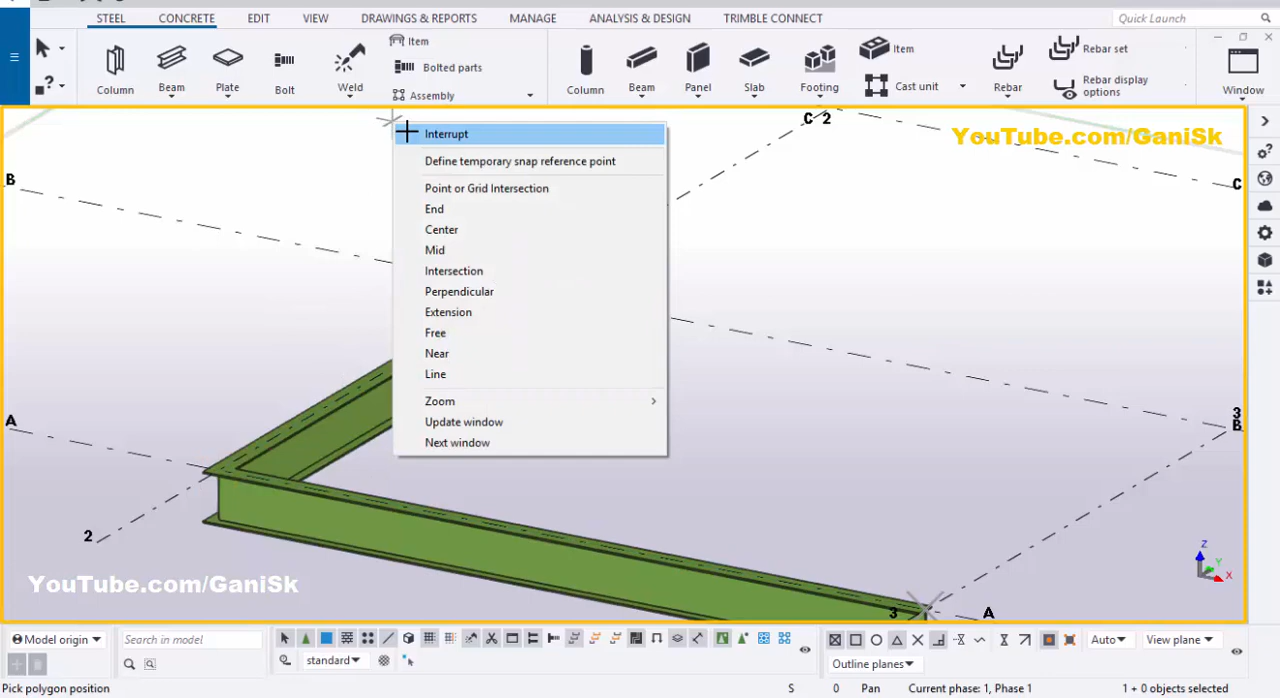 STEEL CONCRETE EDIT VIEW DRAWINGS & REPORTS MANAGE ANALYSIS & DESIGN TRIMBLE CONNECT Quick Launch
Column Beam Plate Bolt Weld
Item
Bolted parts
Assembly
Column Beam Panel Slab Footing
Item
Cast unit
Rebar
Rebar set
Rebar display options
Window
YouTube.com/GaniSk
C 2
B
C
Interrupt
Define temporary snap reference point
Point or Grid Intersection
End
Center
Mid
Intersection
Perpendicular
Extension
Free
Near
Line
Zoom
Update window
Next window
A
3
B
2
3
A
Z
Y
X
YouTube.com/GaniSk
Model origin Search in model
standard
Auto View plane
Outline planes
Pick polygon position S 0 Pan Current phase: 1, Phase 1 1 + 0 objects selected